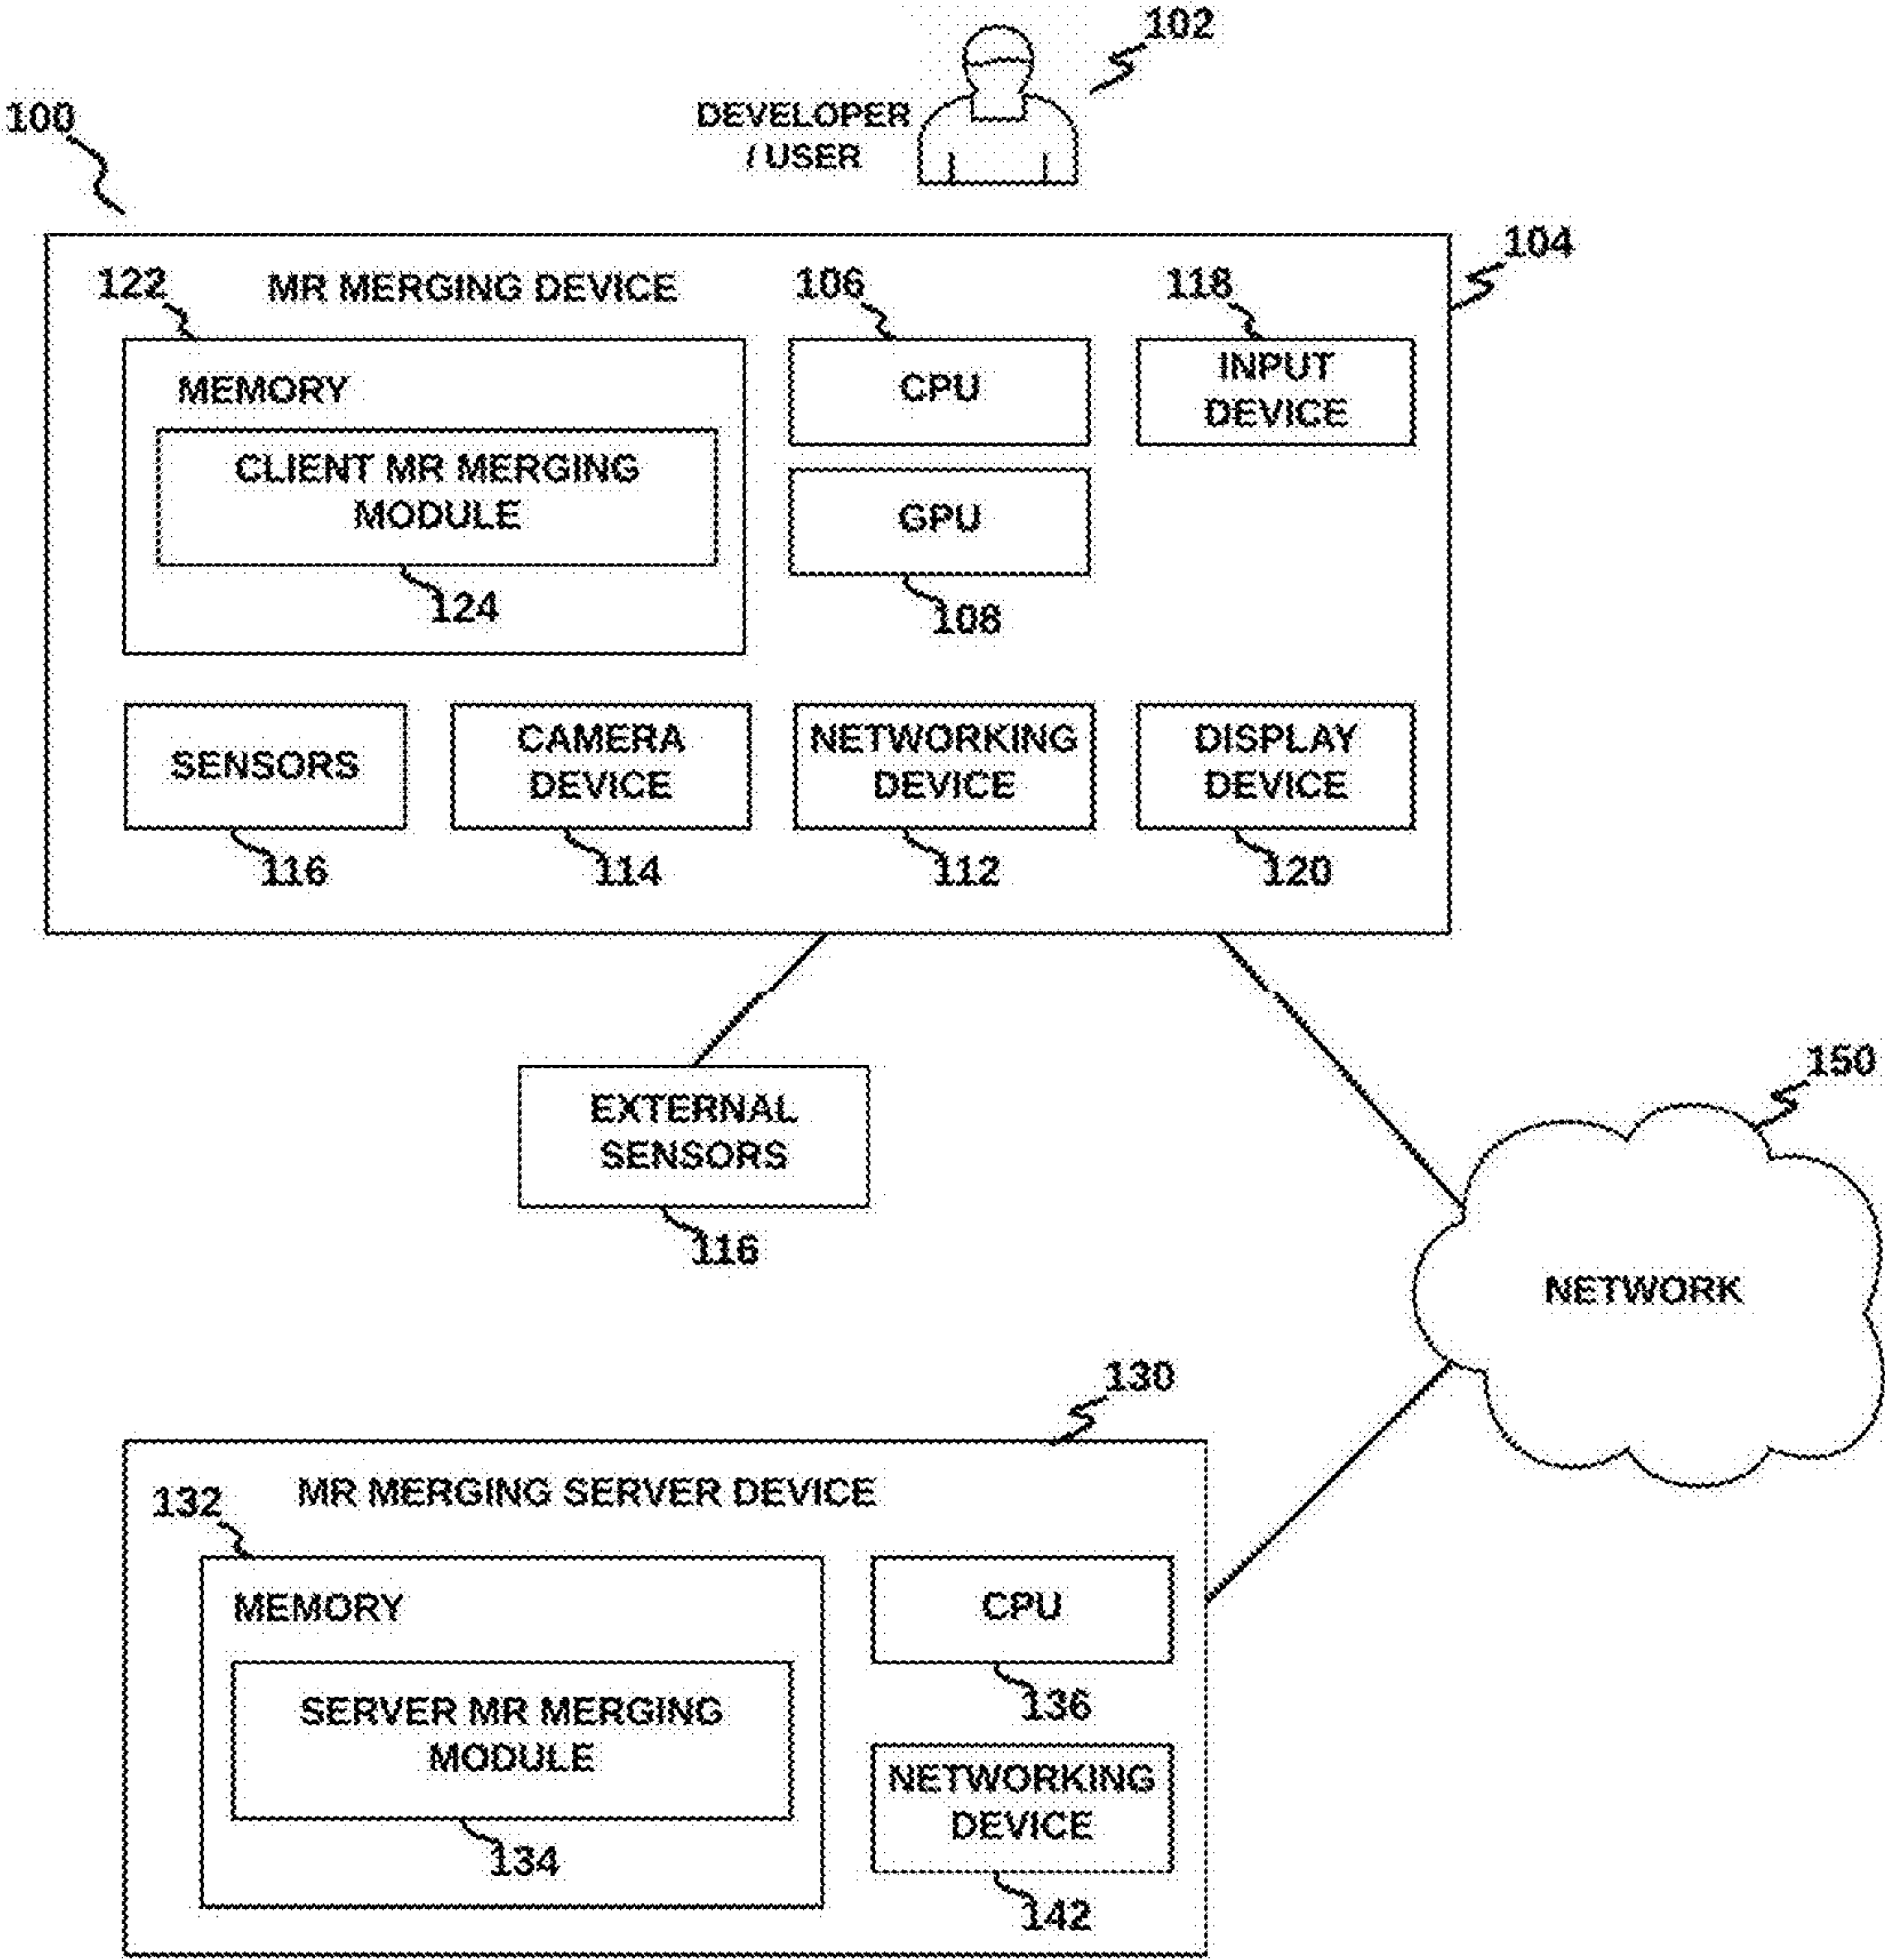 102
DEVELOPER
/ USER
100
104
122
MR MERGING DEVICE
106
118
MEMORY
CPU
INPUT
DEVICE
CLIENT MR MERGING
MODULE
GPU
124
108
SENSORS
CAMERA
DEVICE
NETWORKING
DEVICE
DISPLAY
DEVICE
116
114
112
120
EXTERNAL
SENSORS
116
150
NETWORK
130
MR MERGING SERVER DEVICE
132
MEMORY
CPU
136
SERVER MR MERGING
MODULE
134
NETWORKING
DEVICE
142